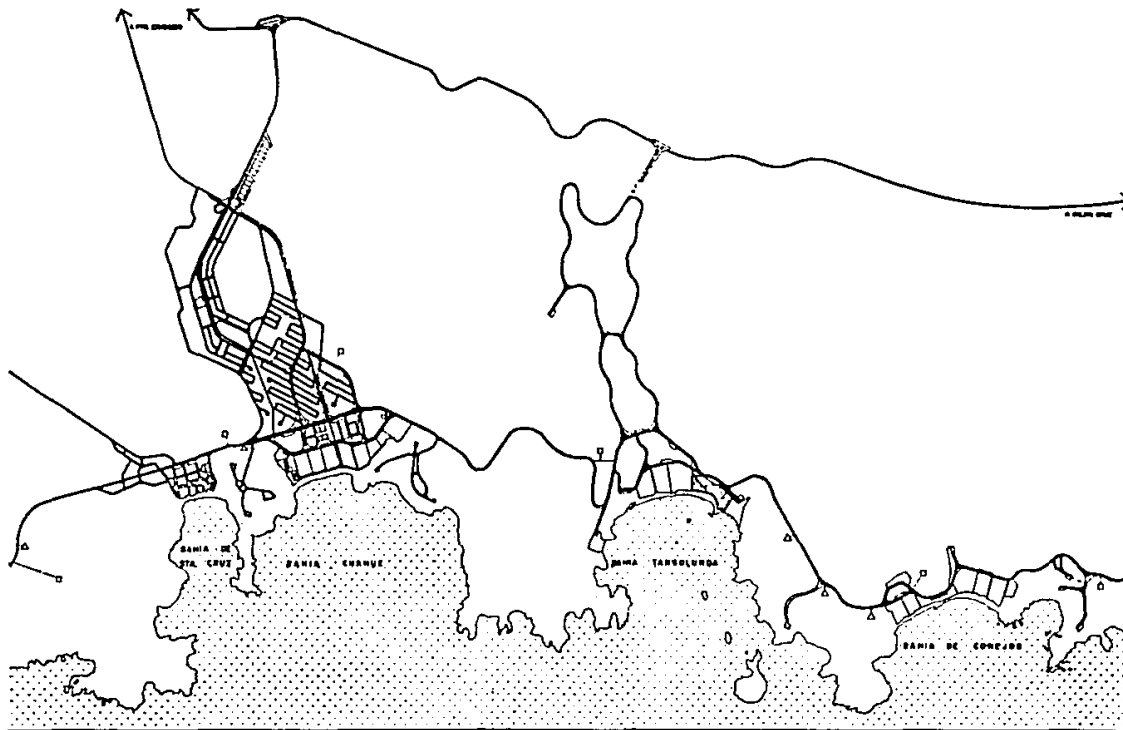 BAHIA DE
STA. CRUZ
BAHIA CHAHUE
BAHIA TANGOLUNDA
BAHIA DE CONEJOS